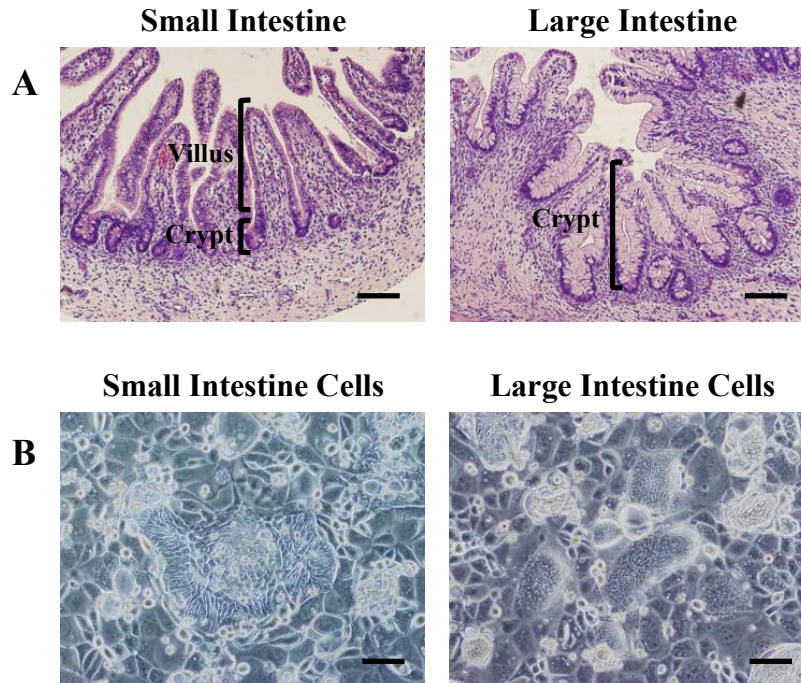 Small Intestine
Large Intestine
A
Villus
Crypt
Crypt
Small Intestine Cells
Large Intestine Cells
B